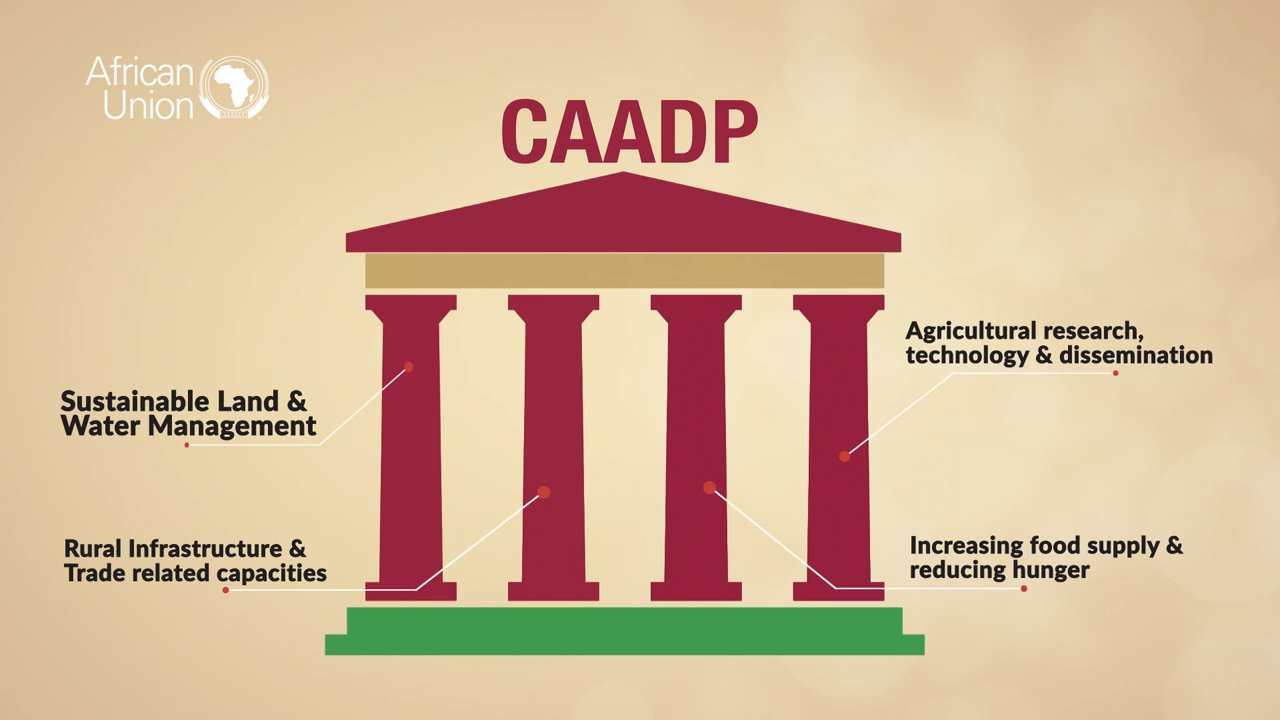 African
Union
CAADP
Sustainable Land &
Water Management
Rural Infrastructure &
Trade related capacities
Agricultural research,
technology & dissemination
Increasing food supply &
reducing hunger